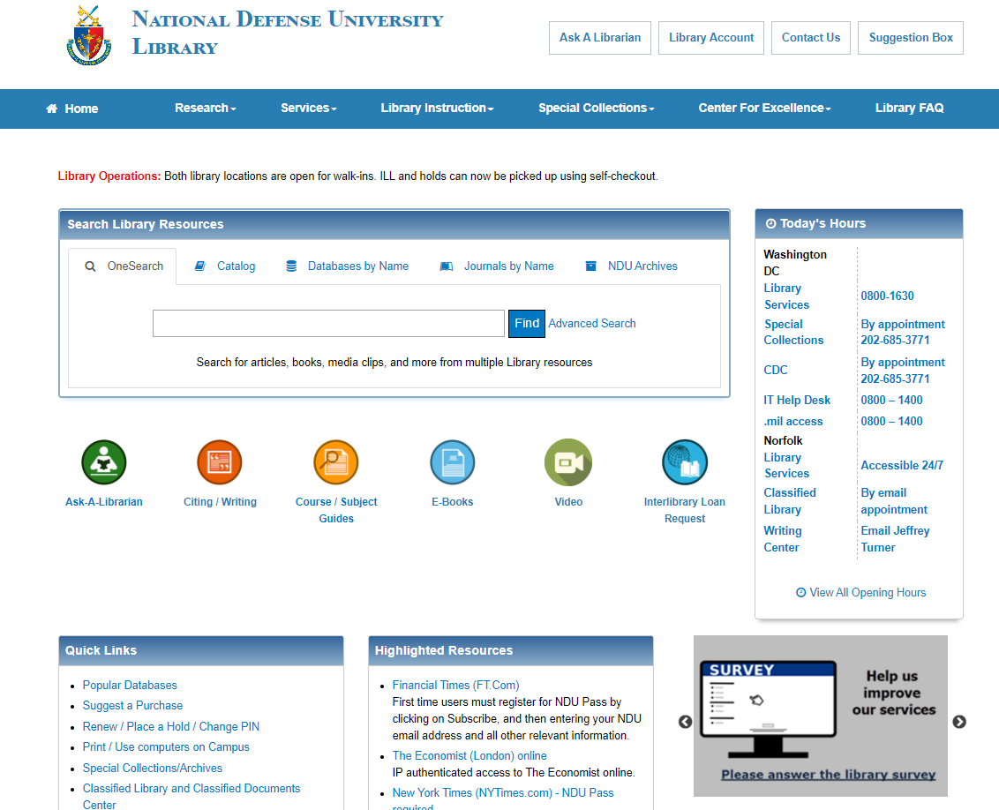 National Defense University
Library
Ask A Librarian
Library Account
Contact Us
Suggestion Box
Home
Research
Services
Library Instruction
Special Collections
Center For Excellence
Library FAQ
Library Operations: Both library locations are open for walk-ins. ILL and holds can now be picked up using self-checkout.
Search Library Resources
OneSearch
Catalog
Databases by Name
Journals by Name
NDU Archives
Find
Advanced Search
Search for articles, books, media clips, and more from multiple Library resources
Ask-A-Librarian
Citing / Writing
Course / Subject
Guides
E-Books
Video
Interlibrary Loan
Request
Today's Hours
Washington
DC
Library
Services
0800-1630
Special
Collections
By appointment
202-685-3771
CDC
By appointment
202-685-3771
IT Help Desk
0800 – 1400
.mil access
0800 – 1400
Norfolk
Library
Services
Accessible 24/7
Classified
Library
By email
appointment
Writing
Center
Email Jeffrey
Turner
View All Opening Hours
Quick Links
Popular Databases
Suggest a Purchase
Renew / Place a Hold / Change PIN
Print / Use computers on Campus
Special Collections/Archives
Classified Library and Classified Documents
Center
Highlighted Resources
Financial Times (FT.Com)
First time users must register for NDU Pass by
clicking on Subscribe, and then entering your NDU
email address and all other relevant information.
The Economist (London) online
IP authenticated access to The Economist online.
New York Times (NYTimes.com) - NDU Pass
required
SURVEY
Help us
improve
our services
Please answer the library survey